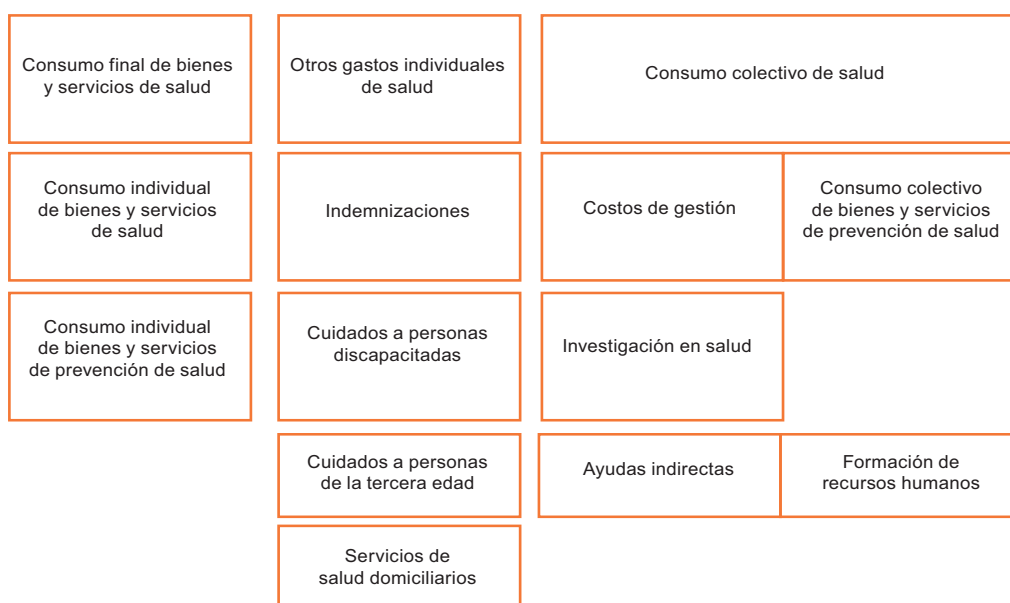 Consumo final de bienes
y servicios de salud
Otros gastos individuales
de salud
Consumo colectivo de salud
Consumo individual
de bienes y servicios
de salud
Indemnizaciones
Costos de gestión
Consumo colectivo
de bienes y servicios
de prevención de salud
Consumo individual
de bienes y servicios
de prevención de salud
Cuidados a personas
discapacitadas
Investigación en salud
Cuidados a personas
de la tercera edad
Ayudas indirectas
Formación de
recursos humanos
Servicios de
salud domiciliarios